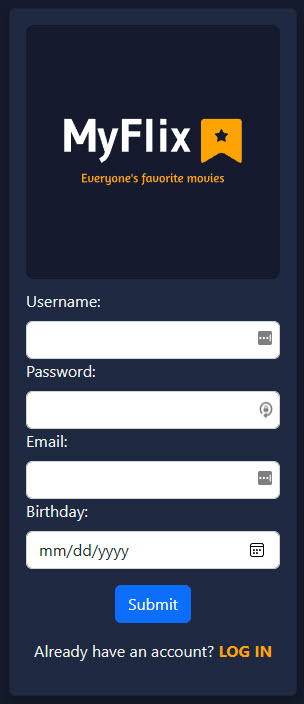 MyFlix
Everyone's favorite movies
Username:
Password:
Email:
Birthday:
mm/dd/yyyy
Submit
Already have an account? LOG IN